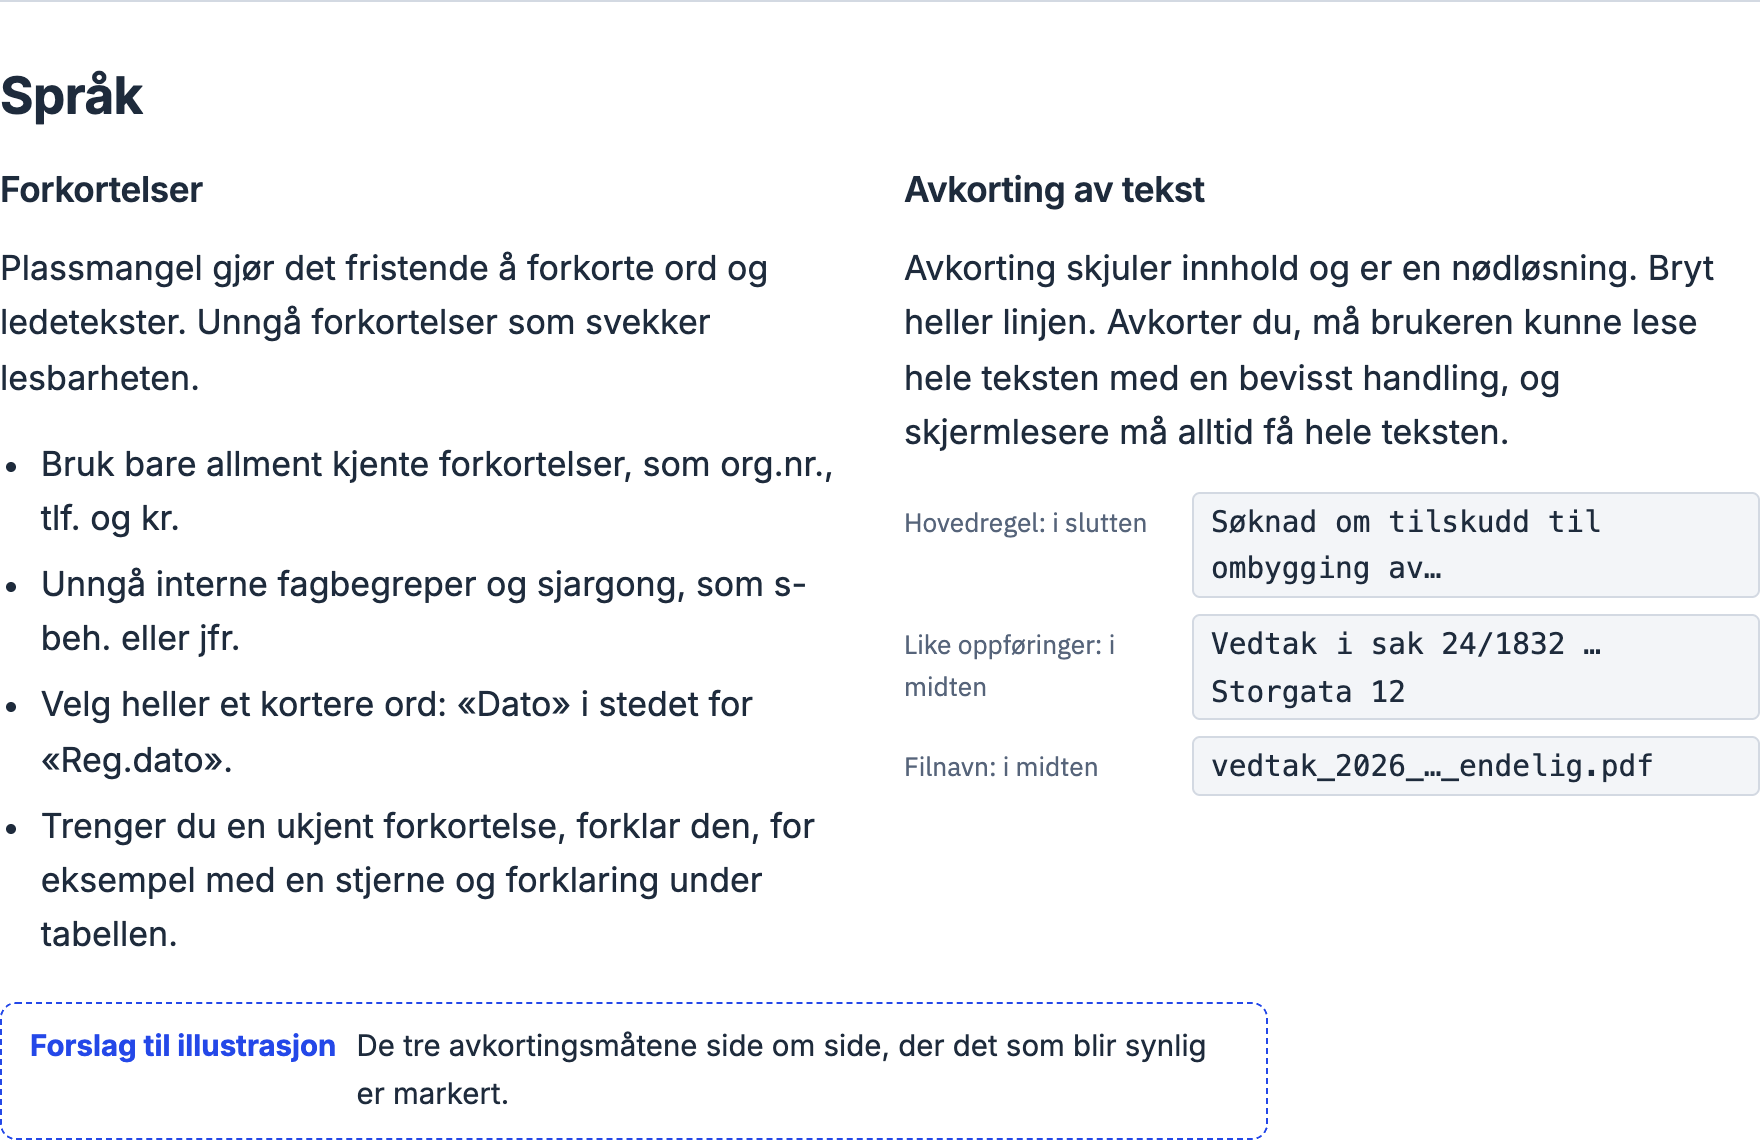 Språk
Forkortelser
Plassmangel gjør det fristende å forkorte ord og
ledetekster. Unngå forkortelser som svekker
lesbarheten.
• Bruk bare allment kjente forkortelser, som org.nr.,
tlf. og kr.
• Unngå interne fagbegreper og sjargong, som s-
beh. eller jfr.
• Velg heller et kortere ord: «Dato» i stedet for
«Reg.dato».
• Trenger du en ukjent forkortelse, forklar den, for
eksempel med en stjerne og forklaring under
tabellen.
Avkorting av tekst
Avkorting skjuler innhold og er en nødløsning. Bryt
heller linjen. Avkorter du, må brukeren kunne lese
hele teksten med en bevisst handling, og
skjermlesere må alltid få hele teksten.
Hovedregel: i slutten
Søknad om tilskudd til
ombygging av…
Like oppføringer: i
midten
Vedtak i sak 24/1832 …
Storgata 12
Filnavn: i midten
vedtak_2026_…_endelig.pdf
Forslag til illustrasjon De tre avkortingsmåtene side om side, der det som blir synlig
er markert.